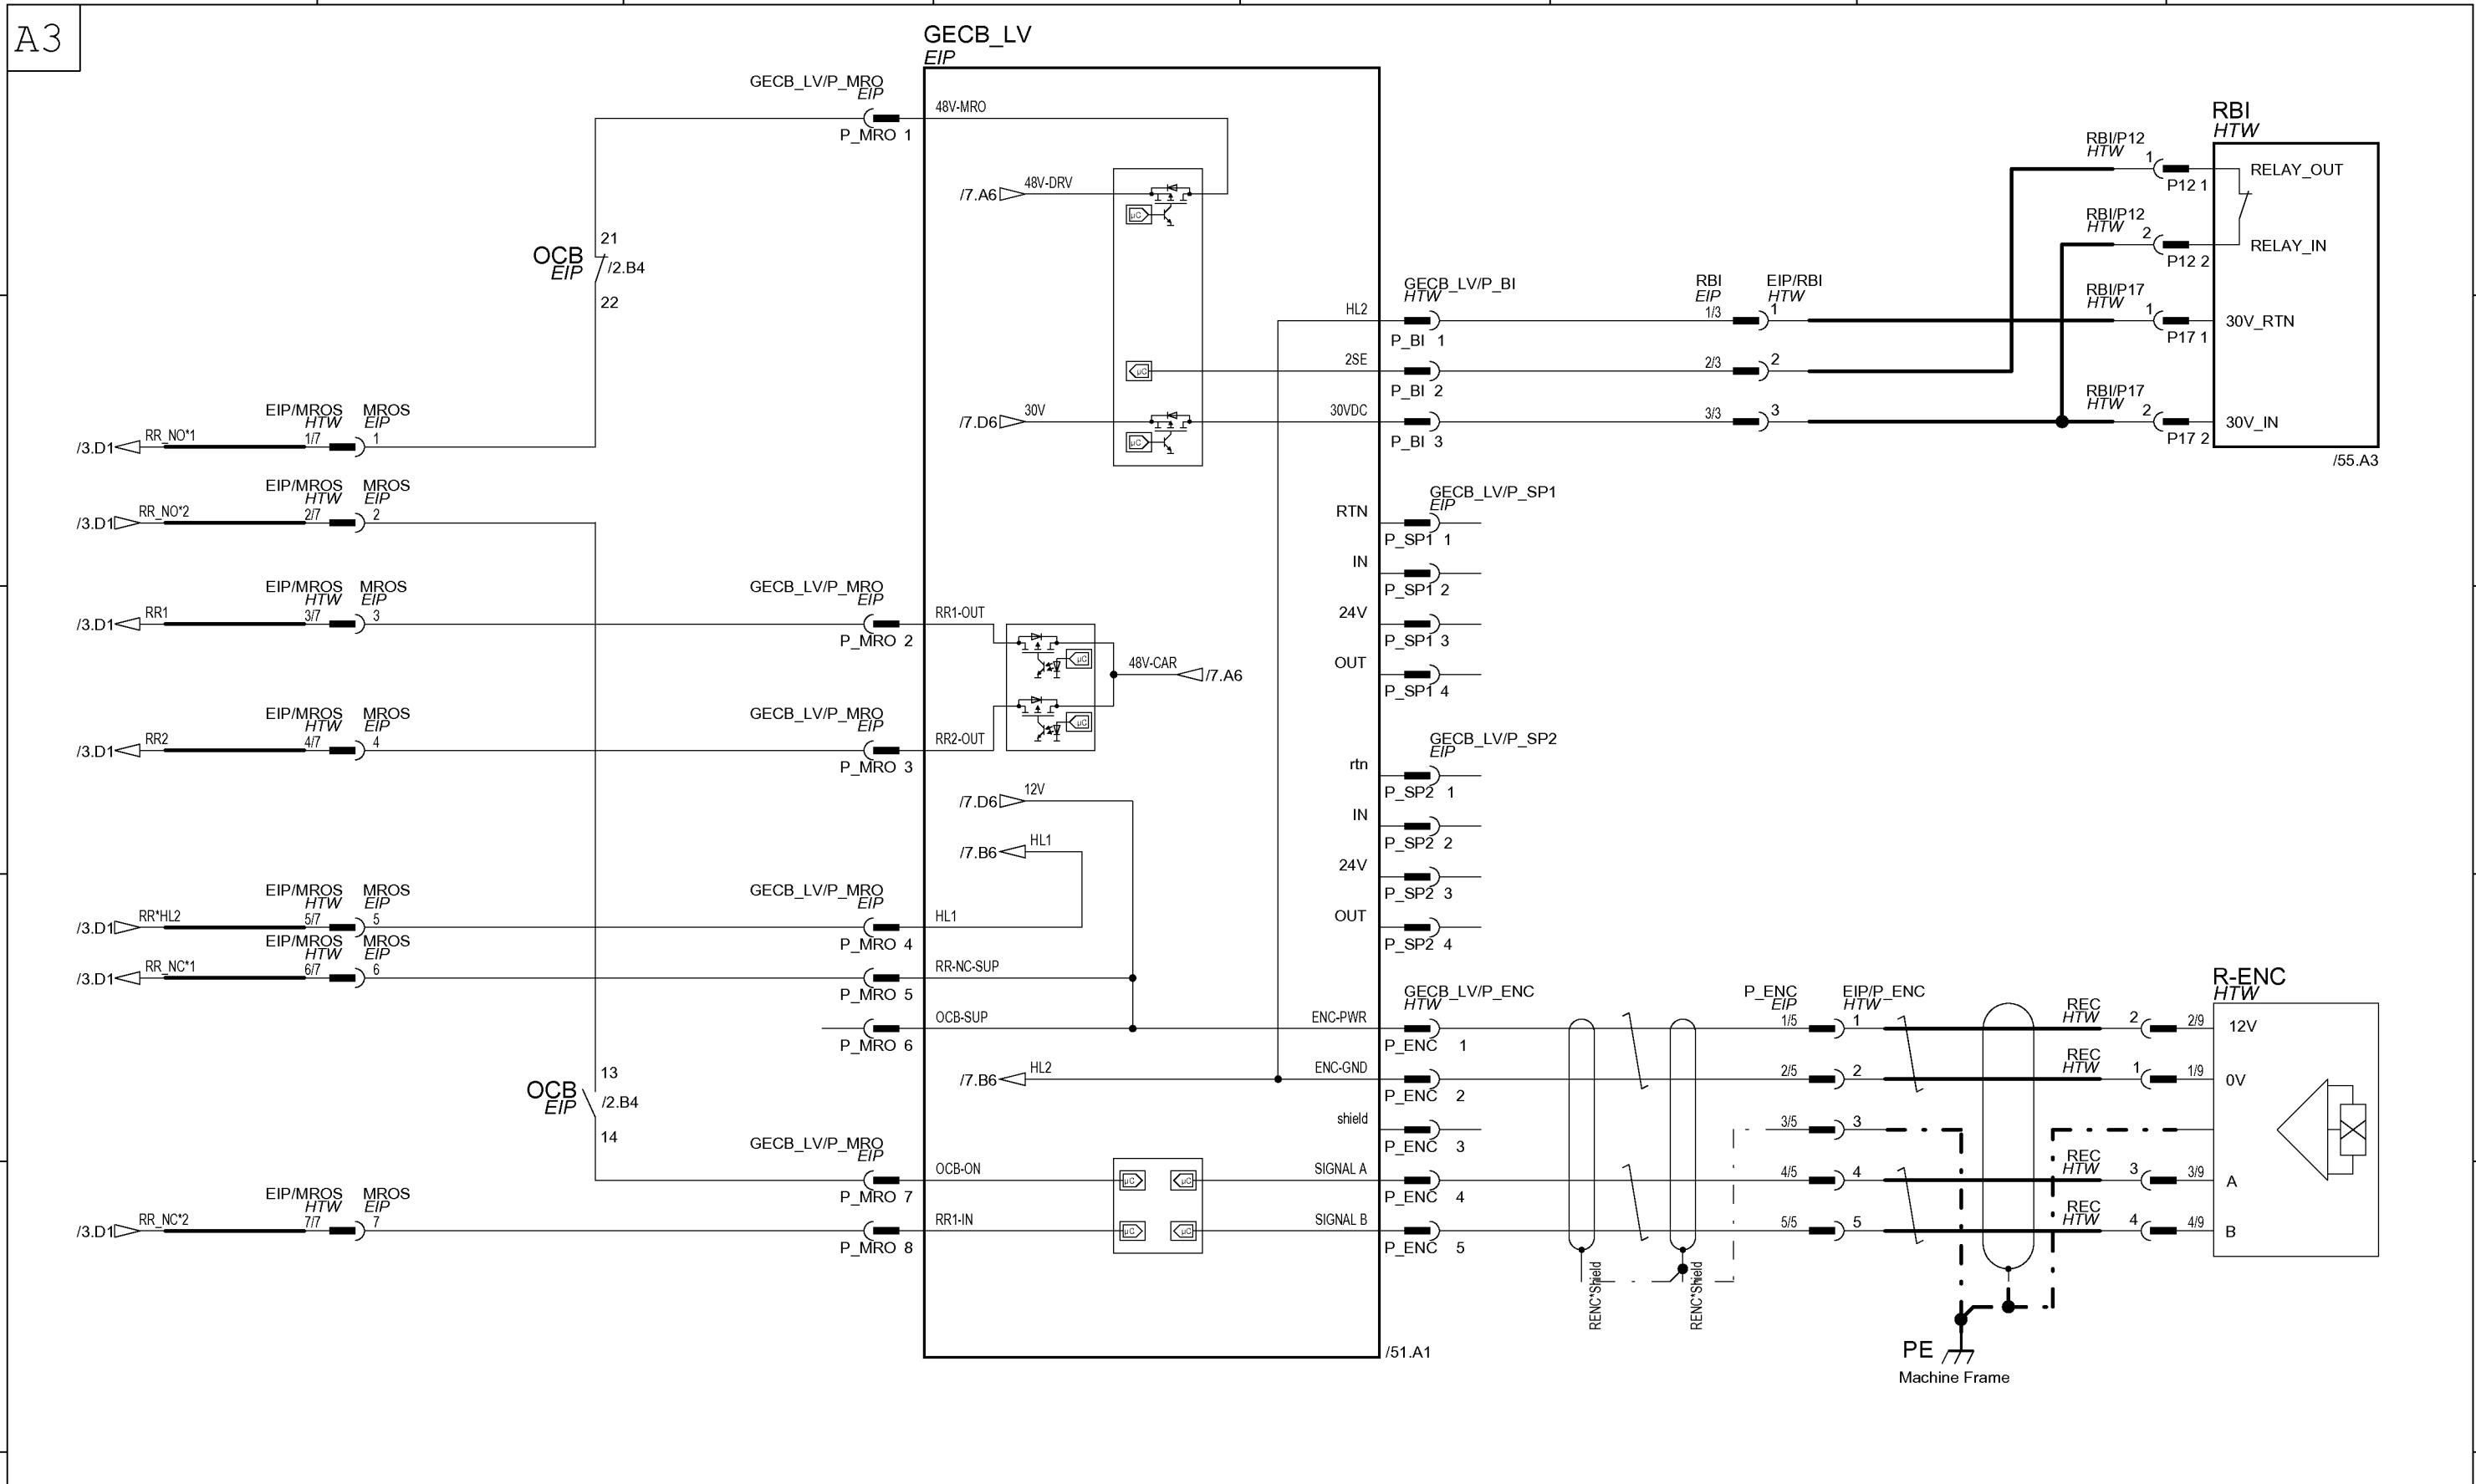 A3
GECB_LV
EIP
GECB_LV/P_MRO
EIP
P_MRO 1
48V-MRO
/7.A6
48V-DRV
µC
OCB
EIP
21
/2.B4
22
RBI
HTW
RBI/P12
HTW
1
P12 1
RELAY_OUT
RBI/P12
HTW
2
P12 2
RELAY_IN
RBI/P17
HTW
1
P17 1
30V_RTN
RBI/P17
HTW
2
P17 2
30V_IN
/55.A3
GECB_LV/P_BI
HTW
RBI
EIP
EIP/RBI
HTW
HL2
P_BI 1
1/3
1
2SE
µC
P_BI 2
2/3
2
/7.D6
30V
µC
30VDC
P_BI 3
3/3
3
/3.D1
RR_NO*1
EIP/MROS
HTW
1/7
MROS
EIP
1
/3.D1
RR_NO*2
EIP/MROS
HTW
2/7
MROS
EIP
2
GECB_LV/P_SP1
EIP
RTN
P_SP1 1
IN
P_SP1 2
24V
P_SP1 3
OUT
P_SP1 4
/3.D1
RR1
EIP/MROS
HTW
3/7
MROS
EIP
3
GECB_LV/P_MRO
EIP
P_MRO 2
RR1-OUT
µC
48V-CAR
/7.A6
µC
/3.D1
RR2
EIP/MROS
HTW
4/7
MROS
EIP
4
GECB_LV/P_MRO
EIP
P_MRO 3
RR2-OUT
GECB_LV/P_SP2
EIP
rtn
P_SP2 1
IN
P_SP2 2
24V
P_SP2 3
OUT
P_SP2 4
/7.D6
12V
/7.B6
HL1
/3.D1
RR*HL2
EIP/MROS
HTW
5/7
MROS
EIP
5
GECB_LV/P_MRO
EIP
P_MRO 4
HL1
/3.D1
RR_NC*1
EIP/MROS
HTW
6/7
MROS
EIP
6
P_MRO 5
RR-NC-SUP
P_MRO 6
OCB-SUP
/7.B6
HL2
OCB
EIP
13
/2.B4
14
GECB_LV/P_MRO
EIP
P_MRO 7
OCB-ON
µC
µC
/3.D1
RR_NC*2
EIP/MROS
HTW
7/7
MROS
EIP
7
P_MRO 8
RR1-IN
µC
µC
GECB_LV/P_ENC
HTW
P_ENC
EIP
EIP/P_ENC
HTW
ENC-PWR
P_ENC 1
1/5
1
REC
HTW
2
2/9
12V
ENC-GND
P_ENC 2
2/5
2
REC
HTW
1
1/9
0V
shield
P_ENC 3
3/5
3
SIGNAL A
P_ENC 4
4/5
4
REC
HTW
3
3/9
A
SIGNAL B
P_ENC 5
5/5
5
REC
HTW
4
4/9
B
R-ENC
HTW
RENC*Shield
RENC*Shield
PE
Machine Frame
/51.A1